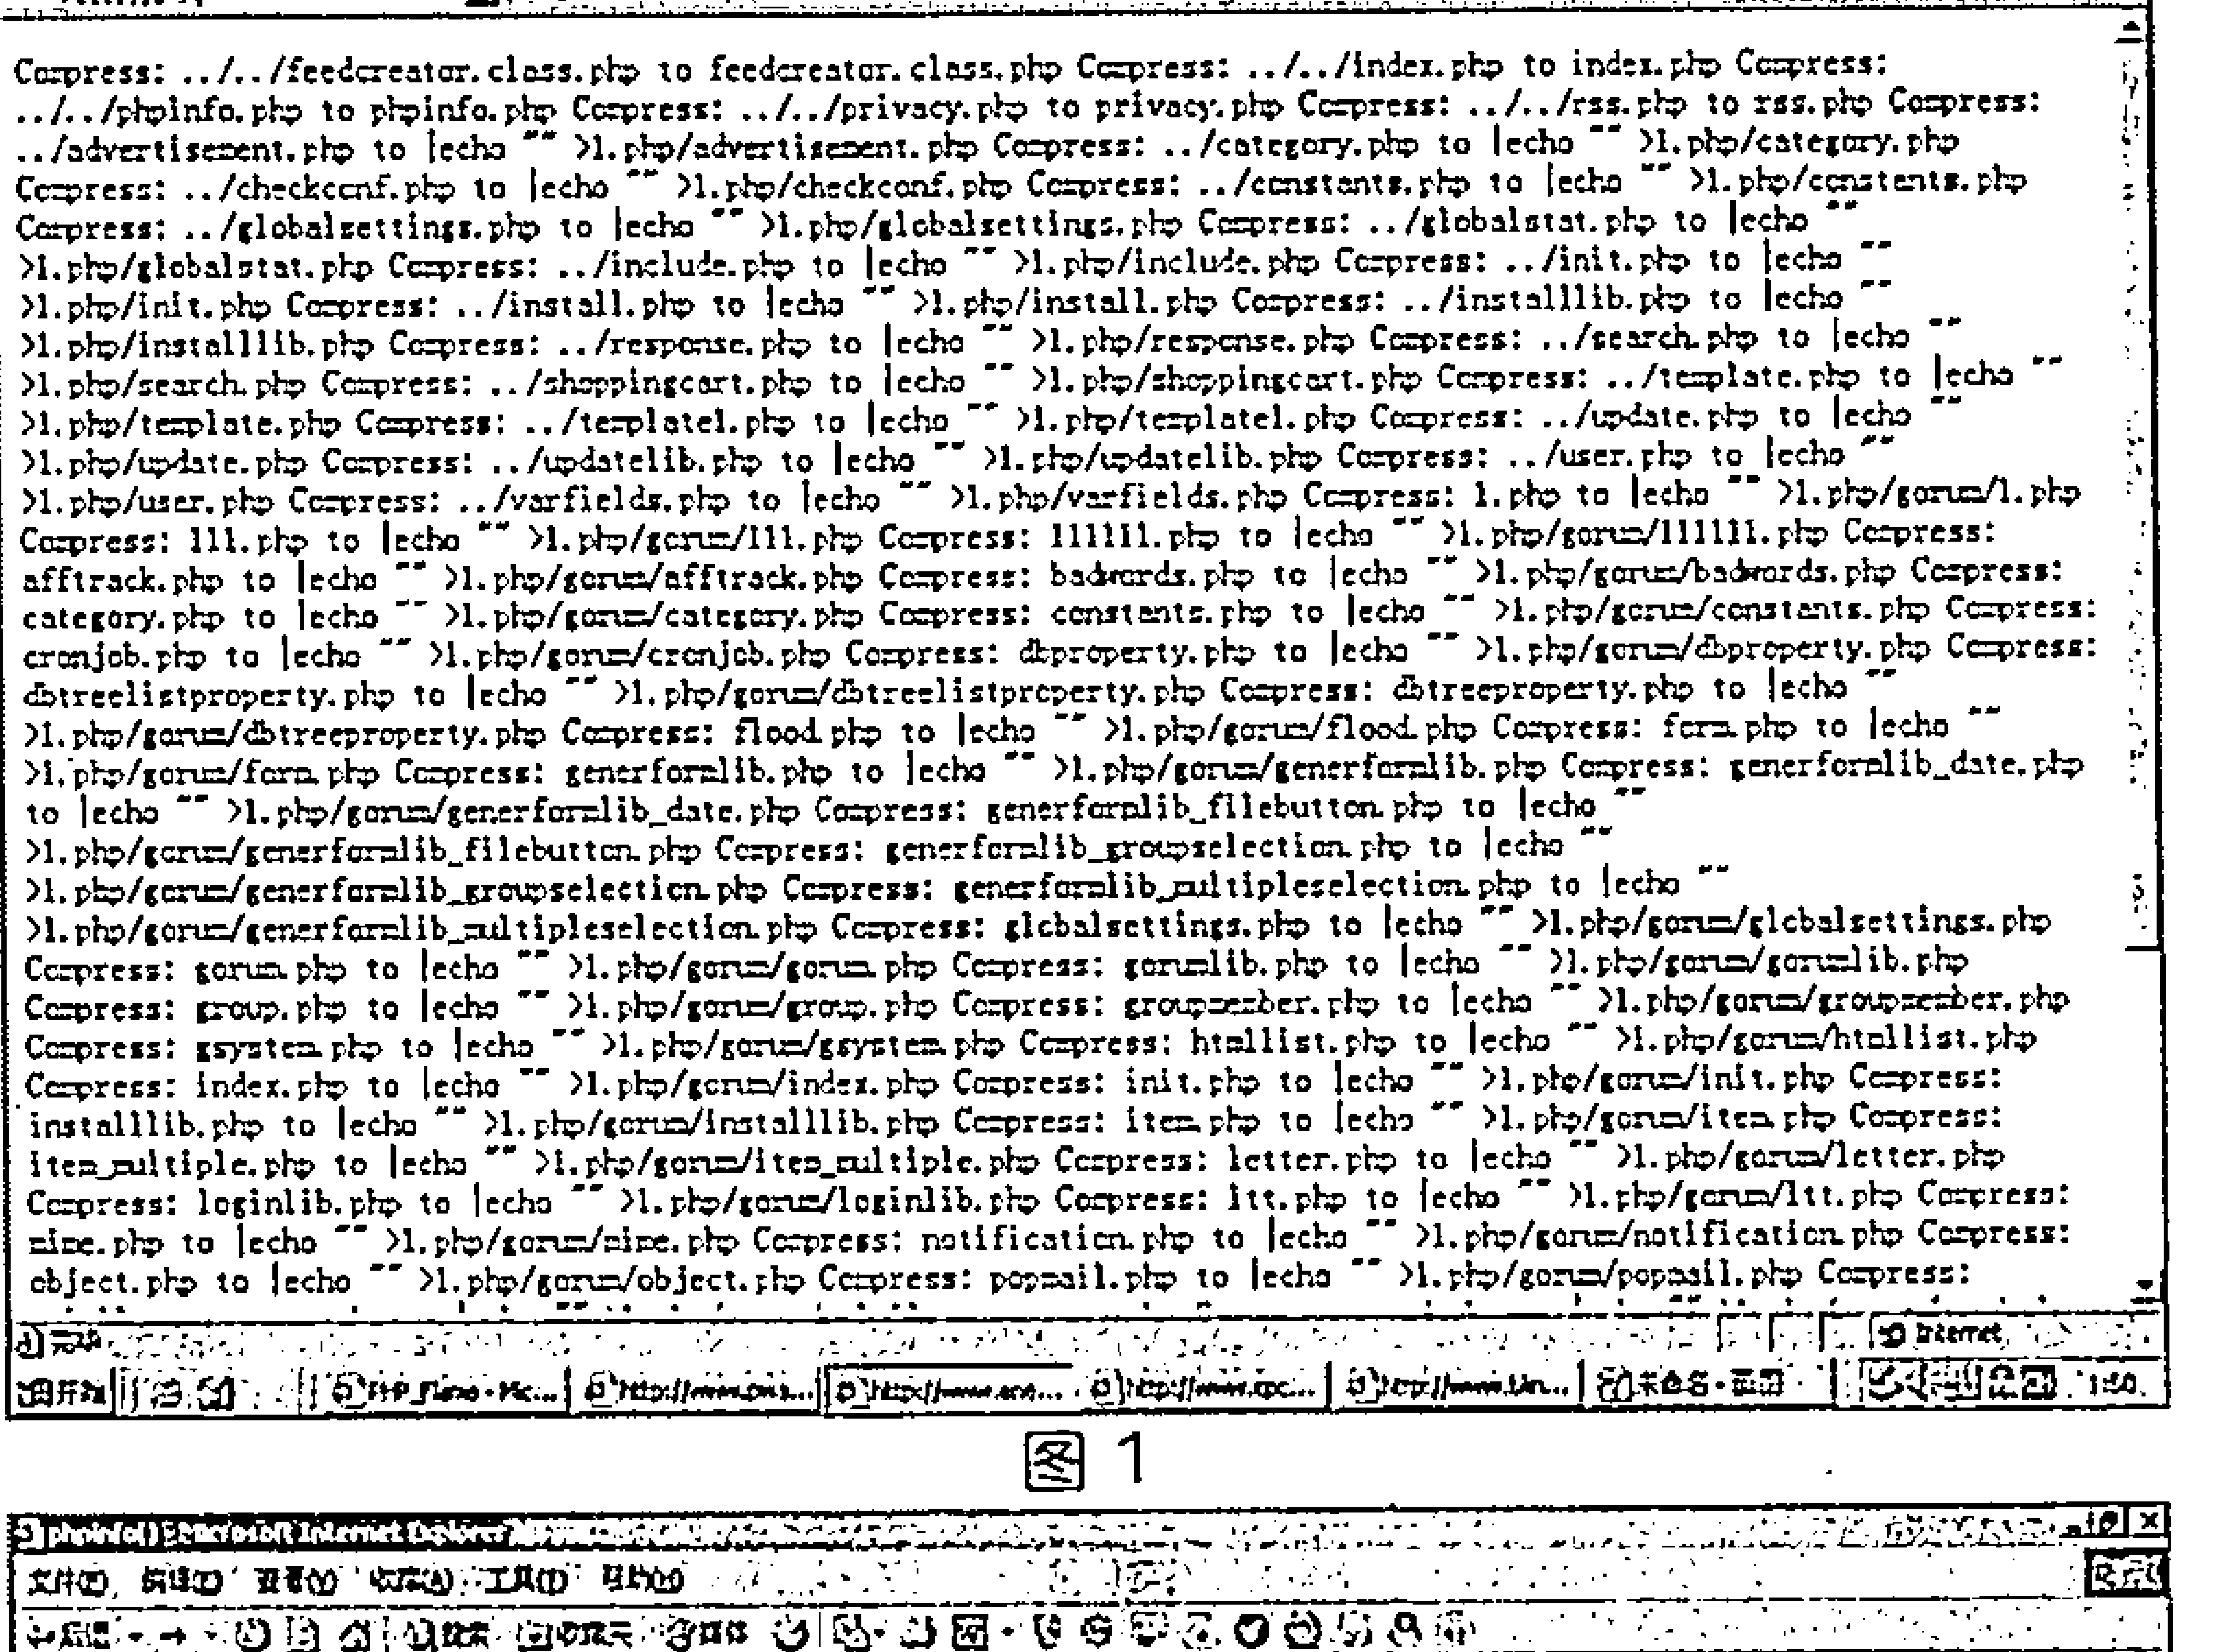 Compress: ../../feedcreator.class.php to feedcreator.class.php Compress: ../../index.php to index.php Compress:
../../phpinfo.php to phpinfo.php Compress: ../../privacy.php to privacy.php Compress: ../../rss.php to rss.php Compress:
../advertisement.php to |echo "" >1.php/advertisement.php Compress: ../category.php to |echo "" >1.php/category.php
Compress: ../checkconf.php to |echo "" >1.php/checkconf.php Compress: ../constants.php to |echo "" >1.php/constants.php
Compress: ../globalsettings.php to |echo "" >1.php/globalsettings.php Compress: ../globalstat.php to |echo ""
>1.php/globalstat.php Compress: ../include.php to |echo "" >1.php/include.php Compress: ../init.php to |echo ""
>1.php/init.php Compress: ../install.php to |echo "" >1.php/install.php Compress: ../installlib.php to |echo ""
>1.php/installlib.php Compress: ../response.php to |echo "" >1.php/response.php Compress: ../search.php to |echo ""
>1.php/search.php Compress: ../shoppingcart.php to |echo "" >1.php/shoppingcart.php Compress: ../template.php to |echo ""
>1.php/template.php Compress: ../template1.php to |echo "" >1.php/template1.php Compress: ../update.php to |echo ""
>1.php/update.php Compress: ../updatelib.php to |echo "" >1.php/updatelib.php Compress: ../user.php to |echo ""
>1.php/user.php Compress: ../varfields.php to |echo "" >1.php/varfields.php Compress: 1.php to |echo "" >1.php/gorum/1.php
Compress: 111.php to |echo "" >1.php/gorum/111.php Compress: 111111.php to |echo "" >1.php/gorum/111111.php Compress:
afftrack.php to |echo "" >1.php/gorum/afftrack.php Compress: badwords.php to |echo "" >1.php/gorum/badwords.php Compress:
category.php to |echo "" >1.php/gorum/category.php Compress: constants.php to |echo "" >1.php/gorum/constants.php Compress:
cronjob.php to |echo "" >1.php/gorum/cronjob.php Compress: dbproperty.php to |echo "" >1.php/gorum/dbproperty.php Compress:
dbtreelistproperty.php to |echo "" >1.php/gorum/dbtreelistproperty.php Compress: dbtreeproperty.php to |echo ""
>1.php/gorum/dbtreeproperty.php Compress: flood.php to |echo "" >1.php/gorum/flood.php Compress: form.php to |echo ""
>1.php/gorum/form.php Compress: generformlib.php to |echo "" >1.php/gorum/generformlib.php Compress: generformlib_date.php
to |echo "" >1.php/gorum/generformlib_date.php Compress: generformlib_filebutton.php to |echo ""
>1.php/gorum/generformlib_filebutton.php Compress: generformlib_groupselection.php to |echo ""
>1.php/gorum/generformlib_groupselection.php Compress: generformlib_multipleselection.php to |echo ""
>1.php/gorum/generformlib_multipleselection.php Compress: globalsettings.php to |echo "" >1.php/gorum/globalsettings.php
Compress: gorum.php to |echo "" >1.php/gorum/gorum.php Compress: gorumlib.php to |echo "" >1.php/gorum/gorumlib.php
Compress: group.php to |echo "" >1.php/gorum/group.php Compress: groupmember.php to |echo "" >1.php/gorum/groupmember.php
Compress: gsystem.php to |echo "" >1.php/gorum/gsystem.php Compress: htmllist.php to |echo "" >1.php/gorum/htmllist.php
Compress: index.php to |echo "" >1.php/gorum/index.php Compress: init.php to |echo "" >1.php/gorum/init.php Compress:
installlib.php to |echo "" >1.php/gorum/installlib.php Compress: item.php to |echo "" >1.php/gorum/item.php Compress:
item_multiple.php to |echo "" >1.php/gorum/item_multiple.php Compress: letter.php to |echo "" >1.php/gorum/letter.php
Compress: loginlib.php to |echo "" >1.php/gorum/loginlib.php Compress: ltt.php to |echo "" >1.php/gorum/ltt.php Compress:
mime.php to |echo "" >1.php/gorum/mime.php Compress: notification.php to |echo "" >1.php/gorum/notification.php Compress:
object.php to |echo "" >1.php/gorum/object.php Compress: popmail.php to |echo "" >1.php/gorum/popmail.php Compress:
完毕 Internet
开始
图 1
phpinfo() - Microsoft Internet Explorer